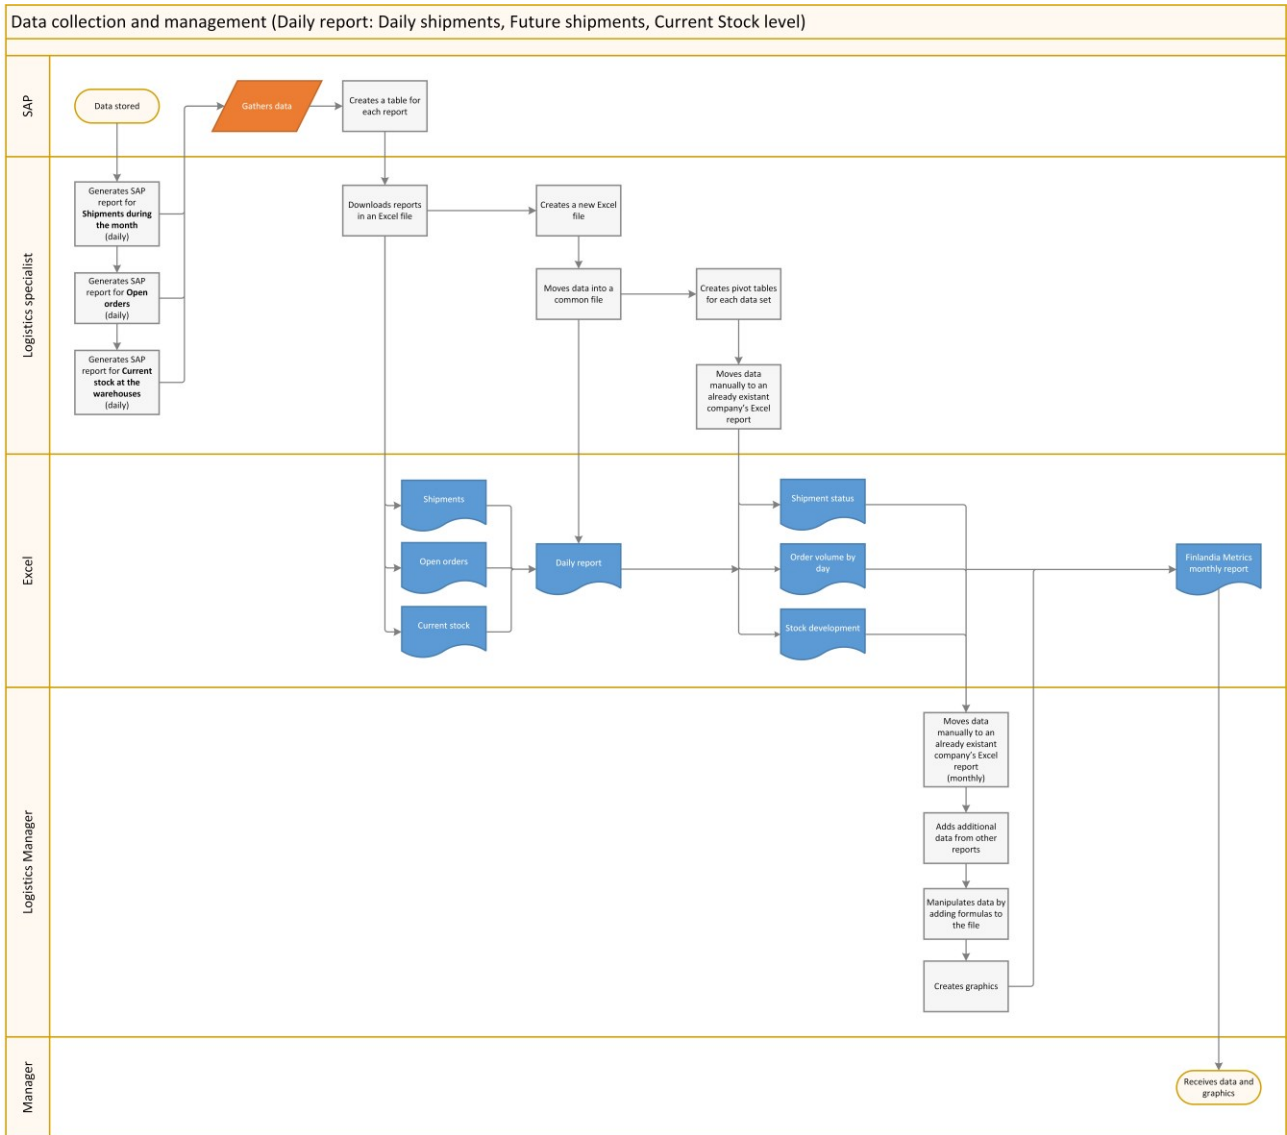 Data collection and management (Daily report: Daily shipments, Future shipments, Current Stock level)
SAP
Data stored
Gathers data
Creates a table for
each report
Logistics specialist
Generates SAP
report for
Shipments during
the month
(daily)
Generates SAP
report for Open
orders
(daily)
Generates SAP
report for Current
stock at the
warehouses
(daily)
Downloads reports
in an Excel file
Creates a new Excel
file
Moves data into a
common file
Creates pivot tables
for each data set
Moves data
manually to an
already existant
company's Excel
report
Excel
Shipments
Open orders
Current stock
Daily report
Shipment status
Order volume by
day
Stock development
Finlandia Metrics
monthly report
Logistics Manager
Moves data
manually to an
already existant
company's Excel
report
(monthly)
Adds additional
data from other
reports
Manipulates data by
adding formulas to
the file
Creates graphics
Manager
Receives data and
graphics